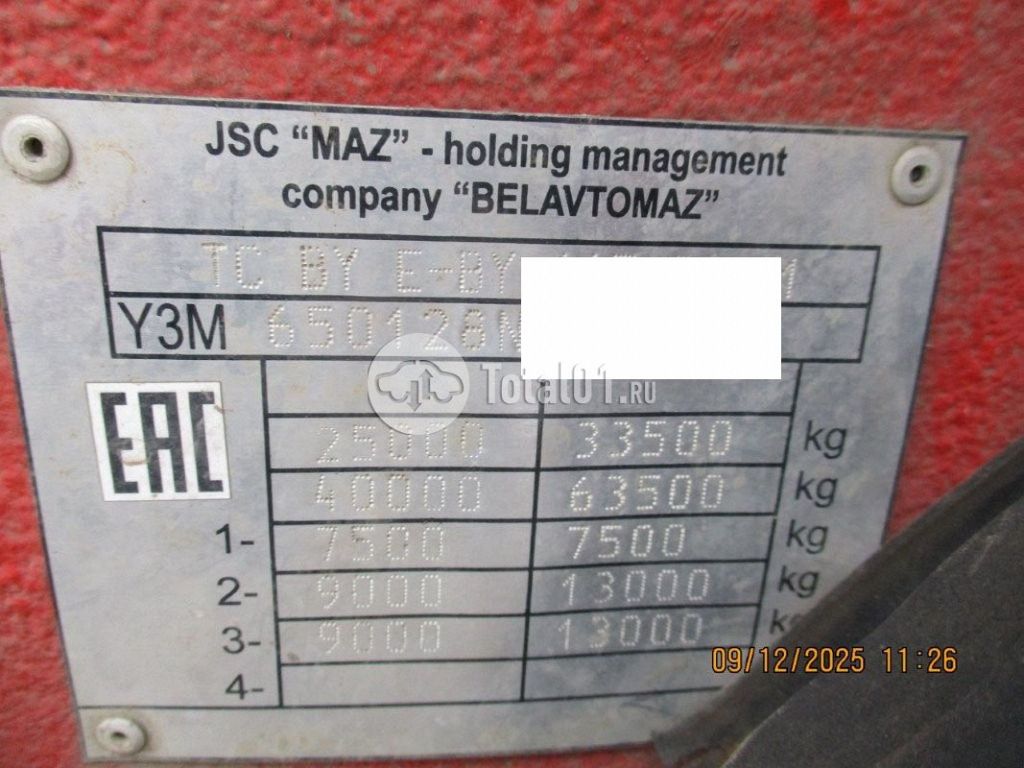 JSC “MAZ” - holding management
company “BELAVTOMAZ”
TC BY E-BY
Y3M 650128N
Total01.RU
EAC
25000 33500 kg
40000 63500 kg
1- 7500 7500 kg
2- 9000 13000 kg
3- 9000 13000
4-
09/12/2025 11:26